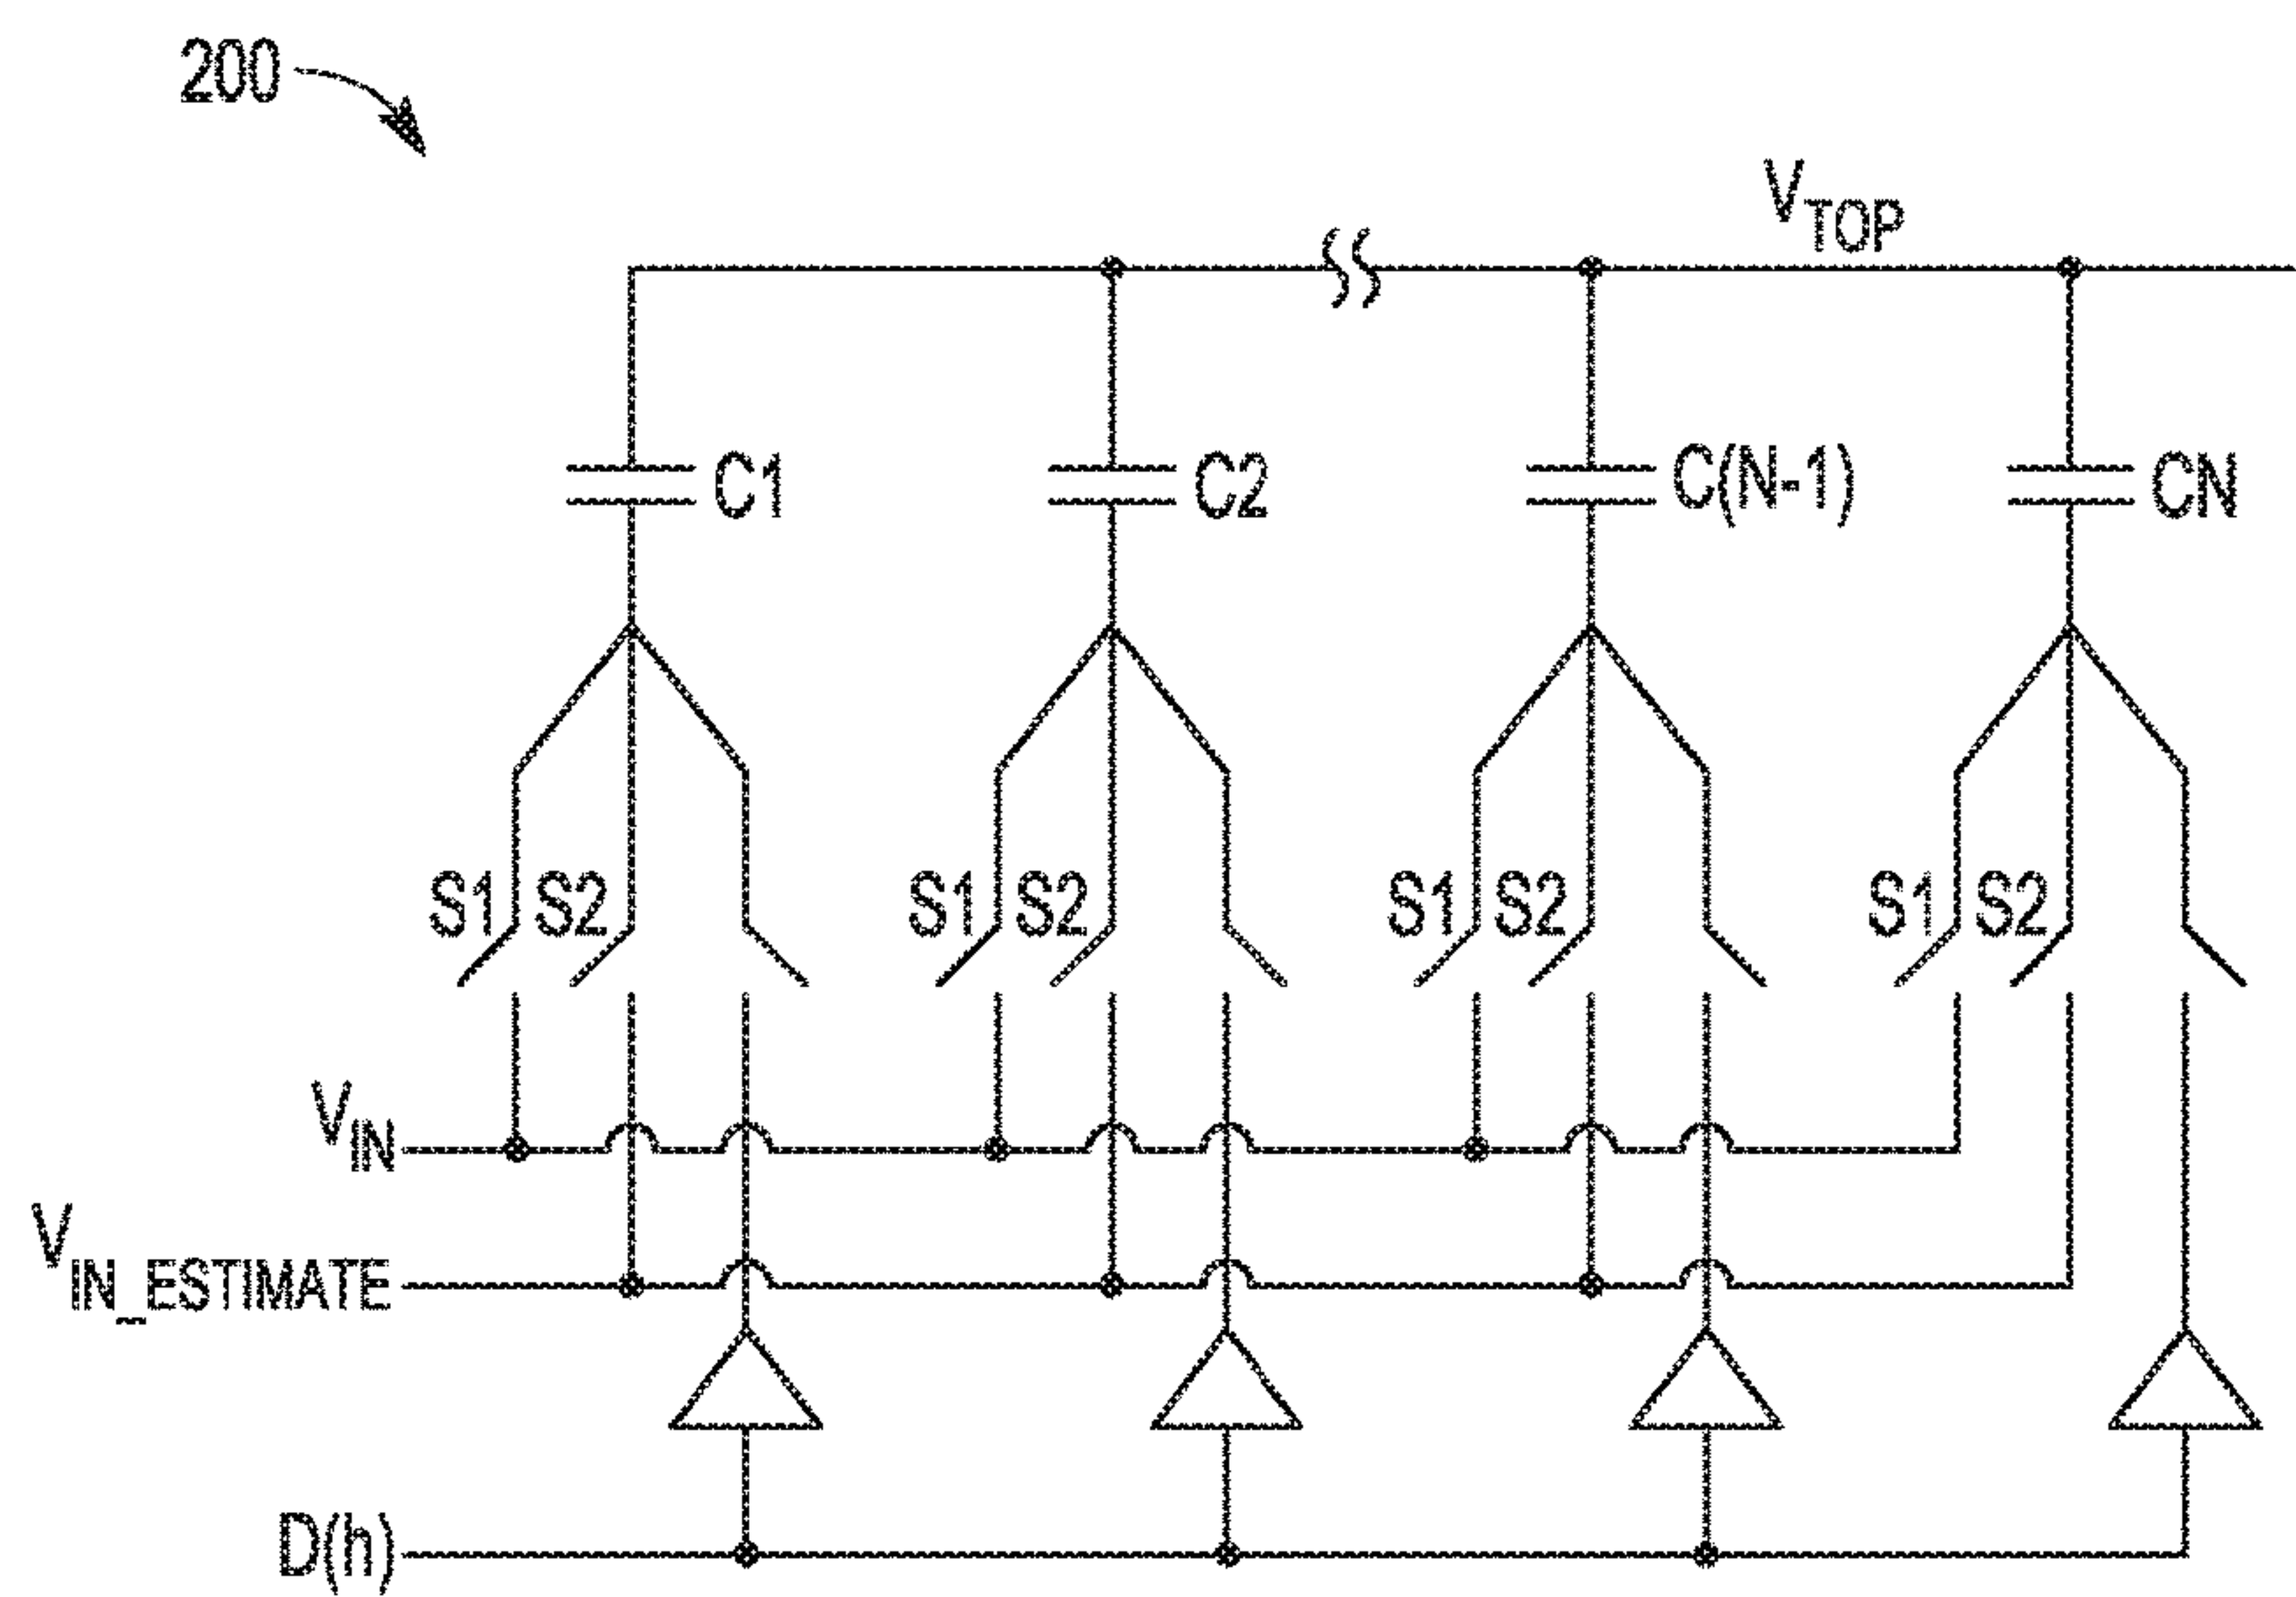 200
VTOP
C1 C2 C(N-1) CN
S1 S2 S1 S2 S1 S2 S1 S2
VIN
VIN_ESTIMATE
D(h)